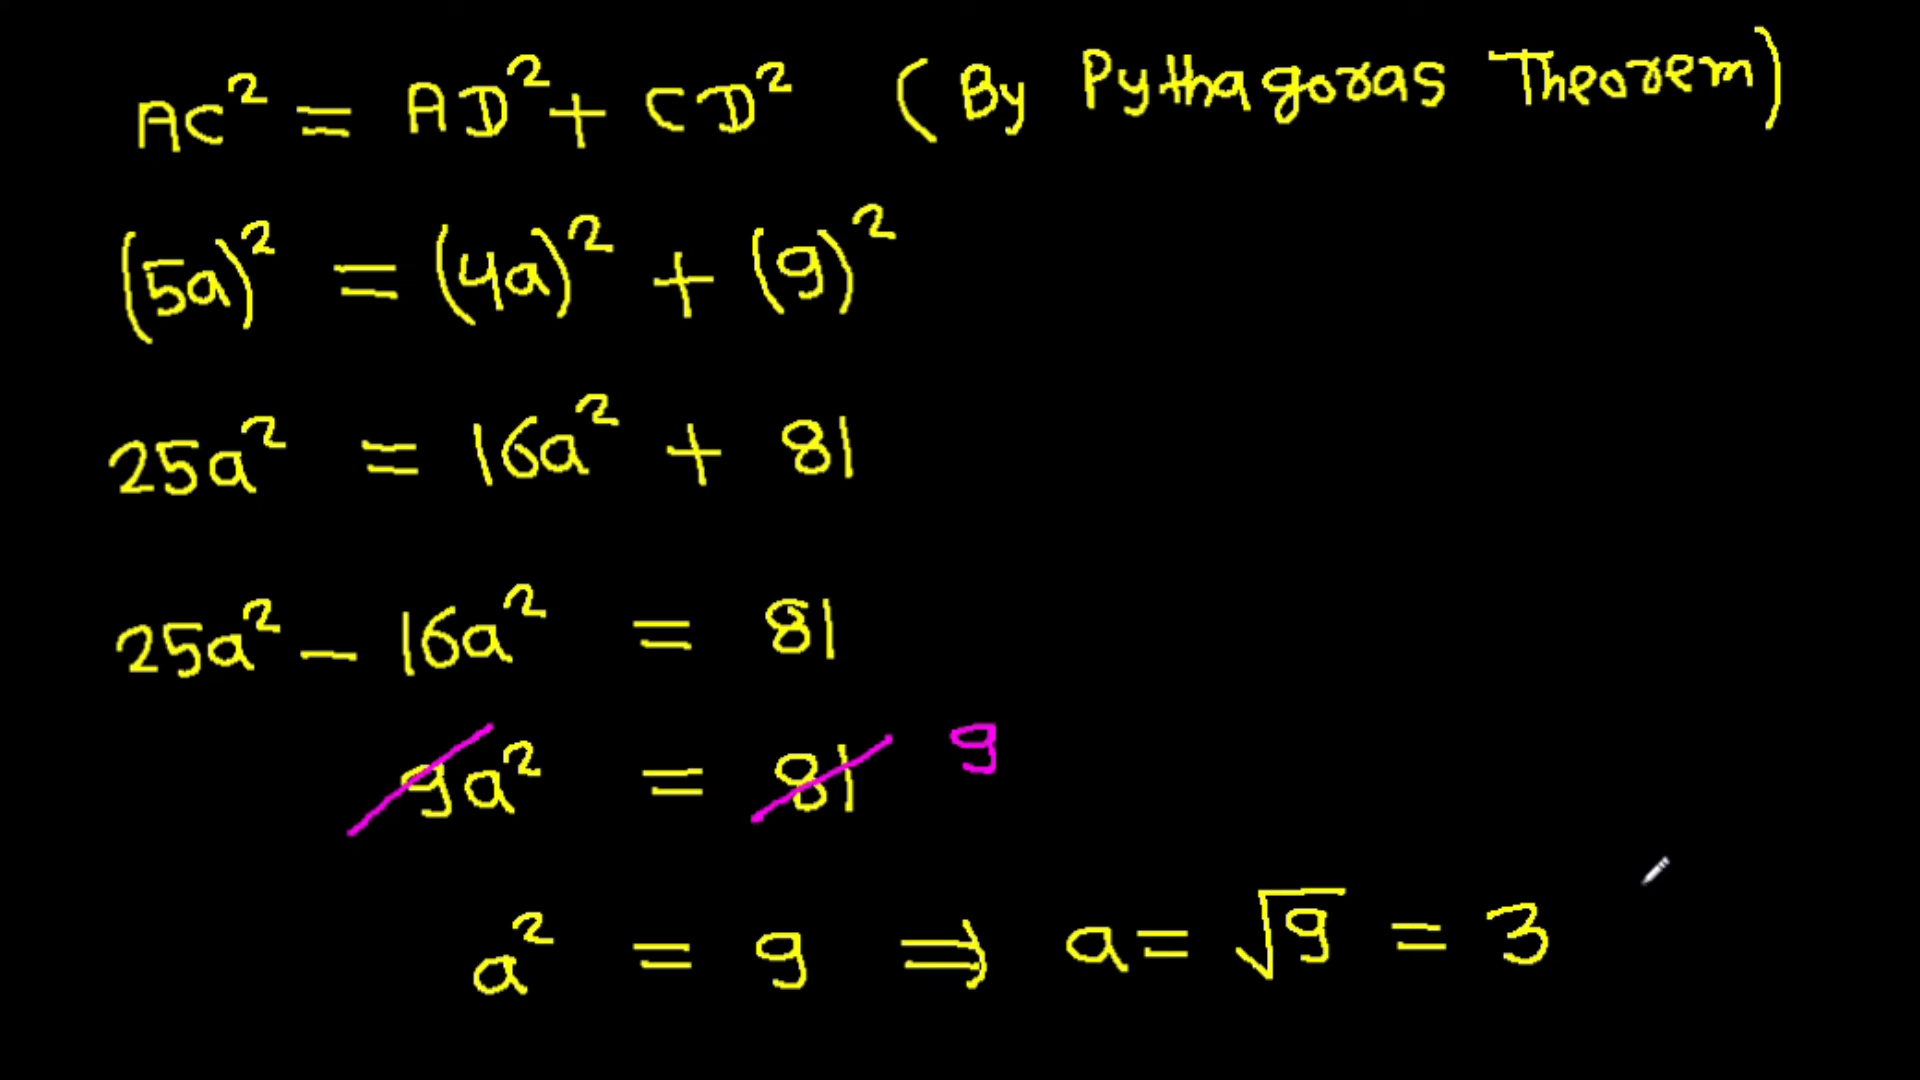 AC² = AD² + CD² (By Pythagoras Theorem)
(5a)² = (4a)² + (9)²
25a² = 16a² + 81
25a² - 16a² = 81
9a² = 81 9
a² = 9 ⇒ a = √9 = 3